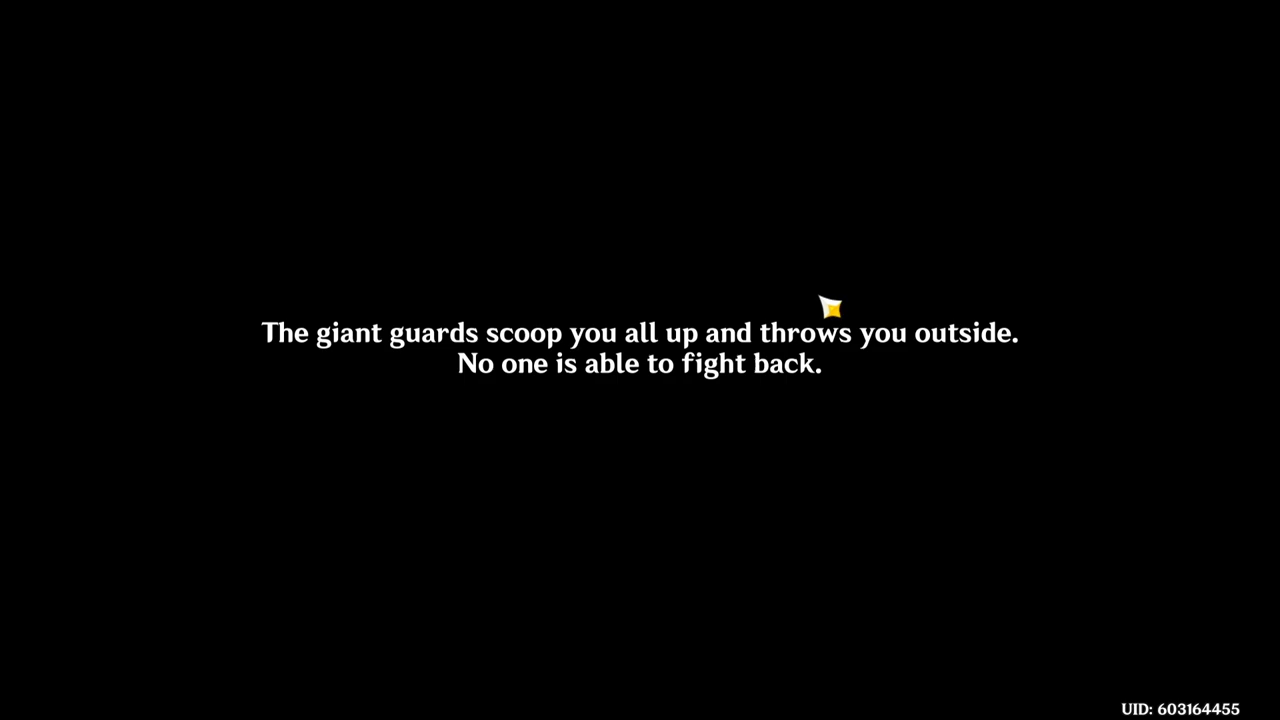 The giant guards scoop you all up and throws you outside.
No one is able to fight back.
UID: 603164455